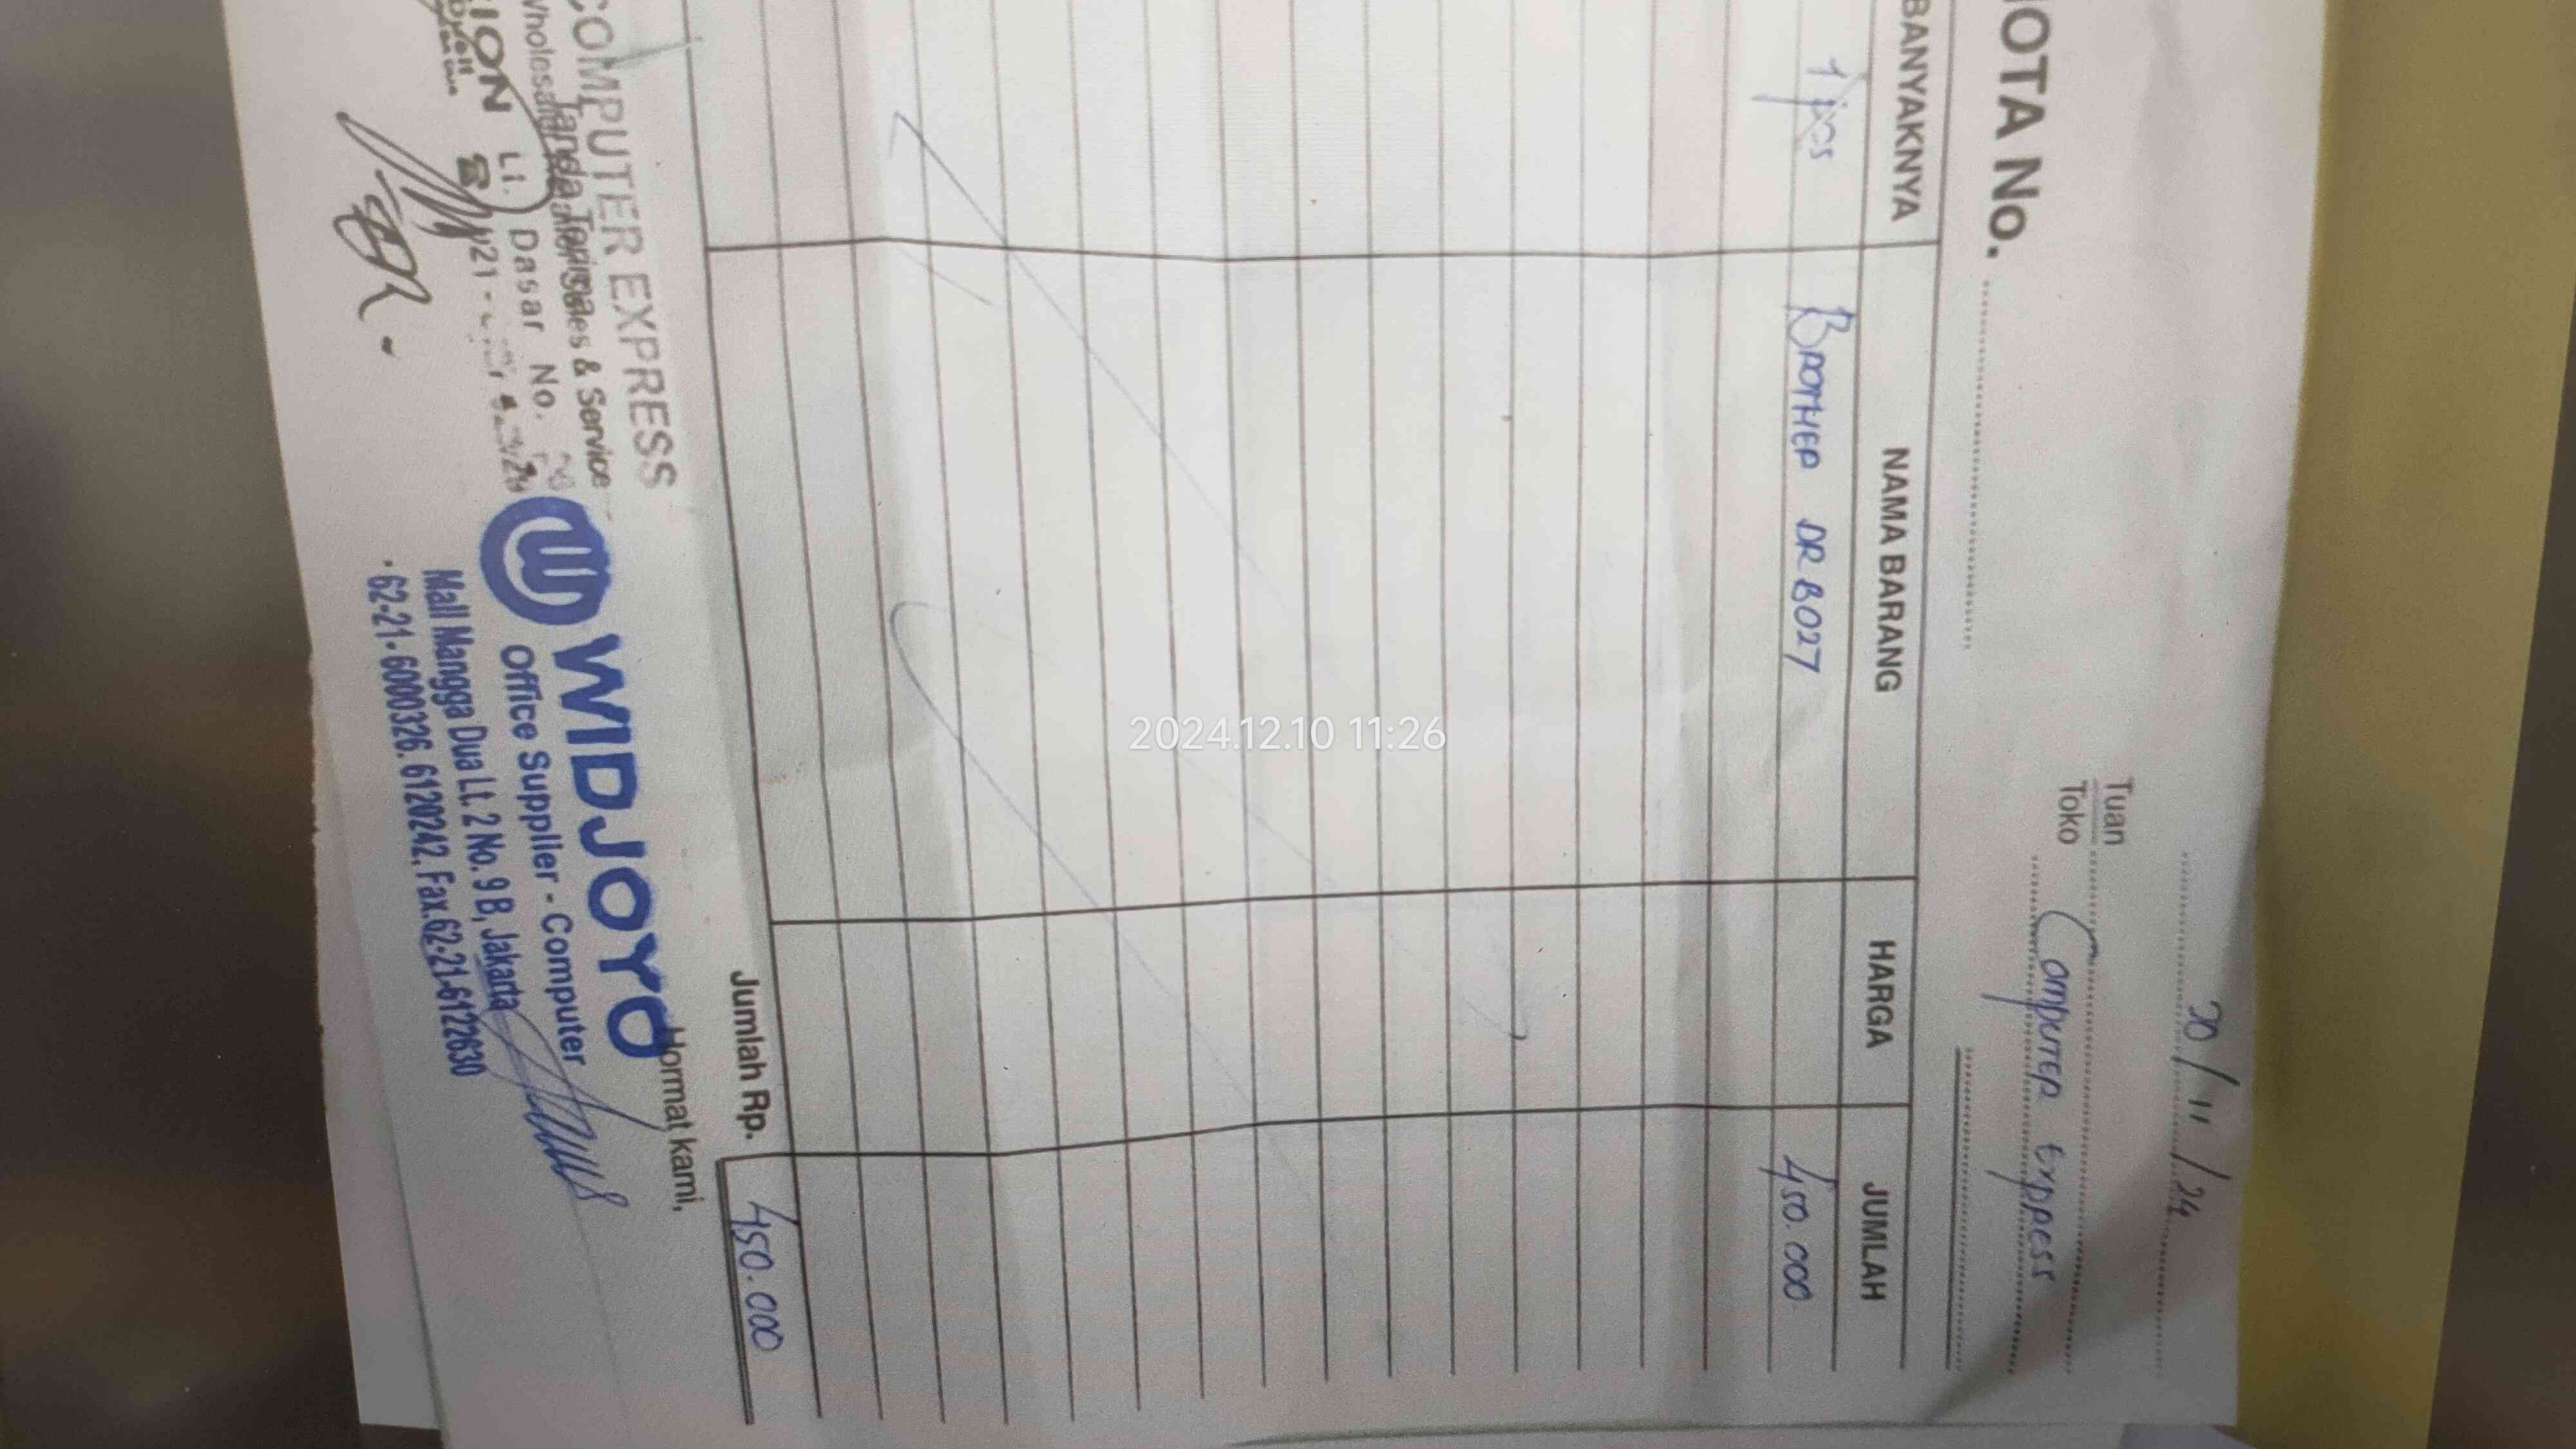 20/11/24
Tuan
Toko Computer Express
NOTA No.
BANYAKNYA NAMA BARANG HARGA JUMLAH
1 pcs BROTHER DR B027 450.000
Jumlah Rp. 450.000
Tanda Terima Hormat kami,
COMPUTER EXPRESS
Sales & Service
Lt. Dasar No.
WIDJOYO
Office Supplier - Computer
Mall Mangga Dua Lt. 2 No. 9 B, Jakarta
62-21-6000326. 6120242. Fax.62-21-6122630
2024.12.10 11:26